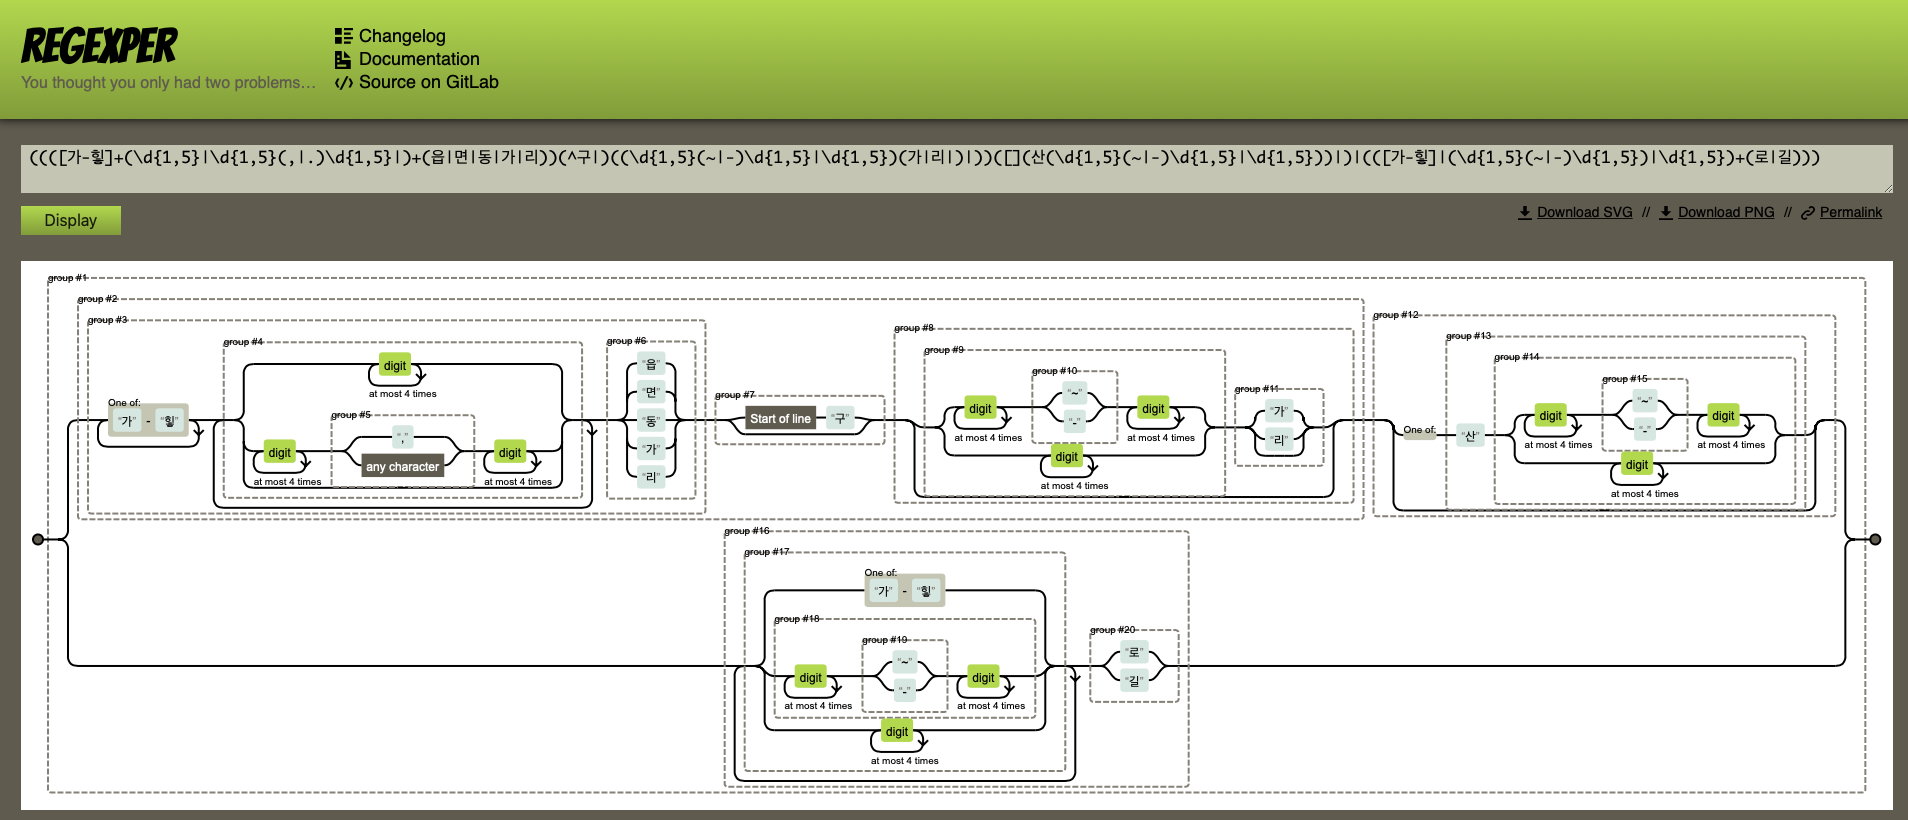 REGEXPER
You thought you only had two problems...
Changelog
Documentation
Source on GitLab
((([가-힣]+(\d{1,5}|\d{1,5}(,|.)\d{1,5}|)+(읍|면|동|가|리))(^구|)((\d{1,5}(~|-)\d{1,5}|\d{1,5})(가|리|)|))([](산(\d{1,5}(~|-)\d{1,5}|\d{1,5}))|)|(([가-힣]|(\d{1,5}(~|-)\d{1,5})|\d{1,5})+(로|길)))
Display
Download SVG // Download PNG // Permalink
group #1
group #2
group #3
group #4
digit
at most 4 times
One of:
“가” - “힣”
group #5
digit
at most 4 times
“,”
any character
digit
at most 4 times
group #6
“읍”
“면”
“동”
“가”
“리”
group #7
Start of line
“구”
group #8
group #9
digit
at most 4 times
group #10
“~”
“-”
digit
at most 4 times
digit
at most 4 times
group #11
“가”
“리”
group #12
One of:
group #13
“산”
group #14
digit
at most 4 times
group #15
“~”
“-”
digit
at most 4 times
digit
at most 4 times
group #16
group #17
One of:
“가” - “힣”
group #18
digit
at most 4 times
group #19
“~”
“-”
digit
at most 4 times
digit
at most 4 times
group #20
“로”
“길”